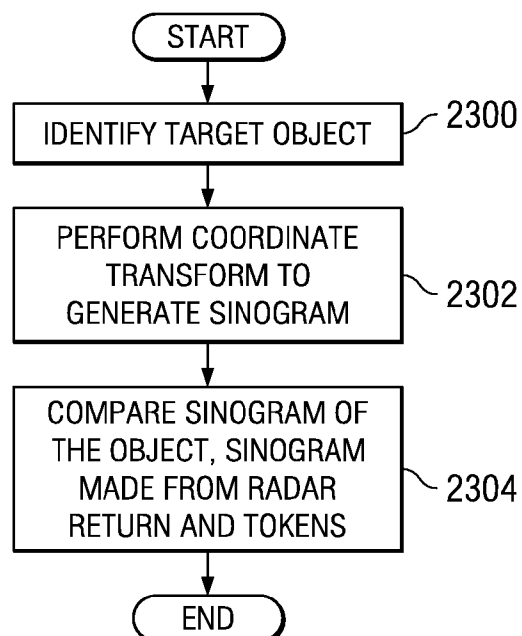 START
IDENTIFY TARGET OBJECT
2300
PERFORM COORDINATE
TRANSFORM TO
GENERATE SINOGRAM
2302
COMPARE SINOGRAM OF
THE OBJECT, SINOGRAM
MADE FROM RADAR
RETURN AND TOKENS
2304
END